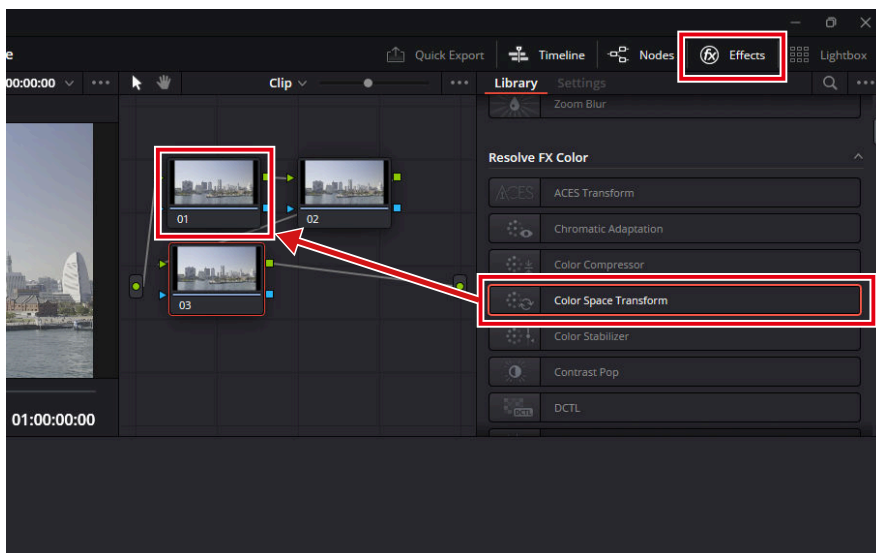 e
Quick Export
Timeline
Nodes
fx Effects
Lightbox
00:00:00
Clip
Library
Settings
Zoom Blur
Resolve FX Color
ACES
ACES Transform
Chromatic Adaptation
Color Compressor
01
02
Color Space Transform
03
Color Stabilizer
Contrast Pop
DCTL
DCTL
01:00:00:00